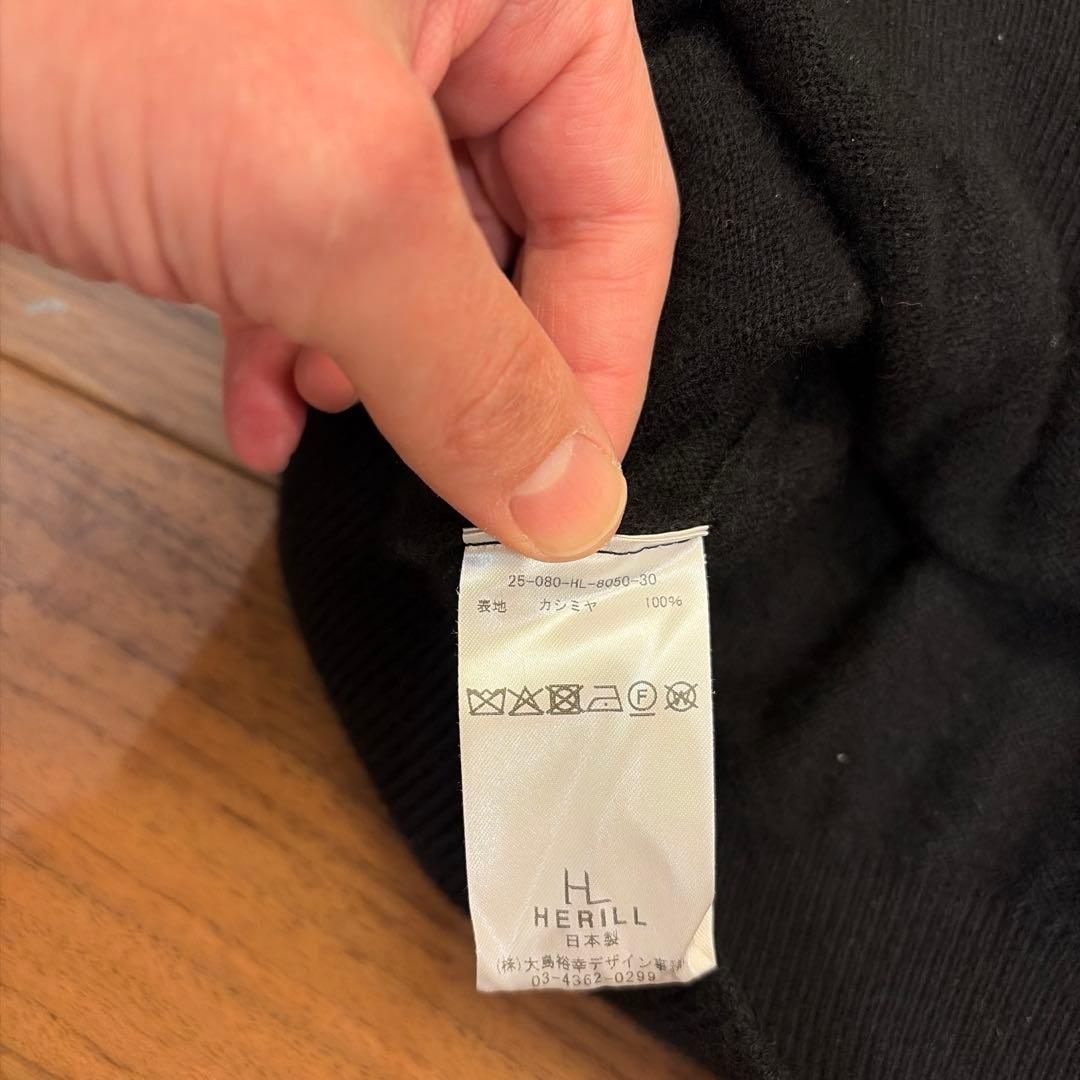 25-080-HL-8050-30
表地 カシミヤ 100%
F W
HL
HERILL
日本製
(株)大島裕幸デザイン事務
03-4362-0299